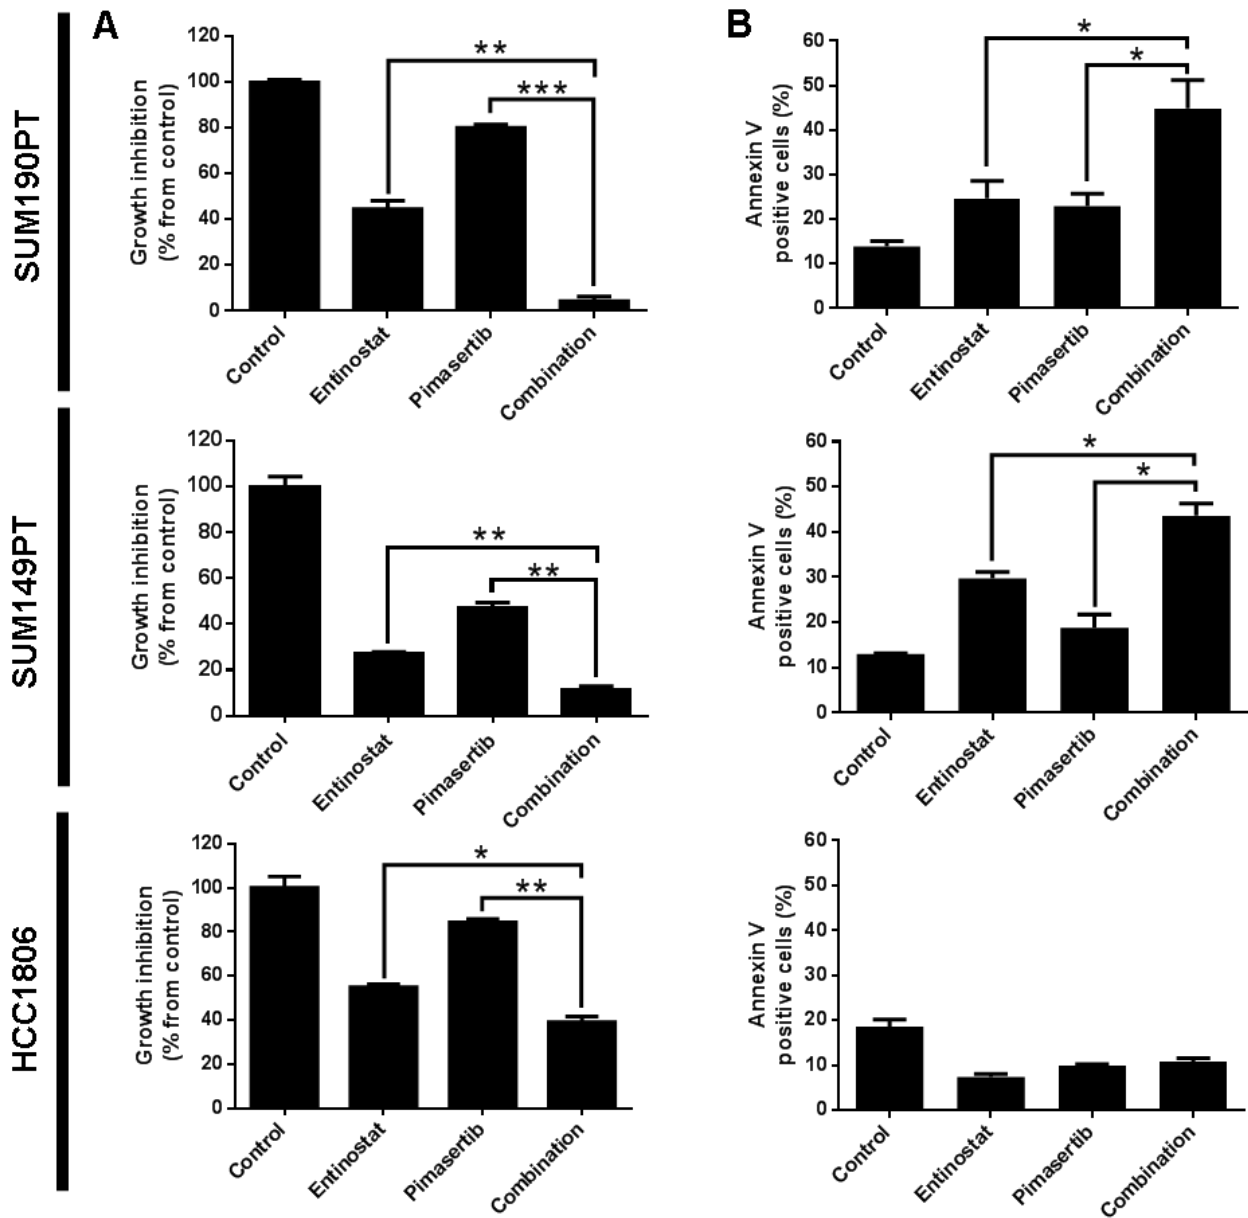 A
B
SUM190PT
Growth inhibition
(% from control)
120
100
80
60
40
20
0
**
***
Control
Entinostat
Pimasertib
Combination
Annexin V
positive cells (%)
60
50
40
30
20
10
0
*
*
Control
Entinostat
Pimasertib
Combination
SUM149PT
Growth inhibition
(% from control)
120
100
80
60
40
20
0
**
**
Control
Entinostat
Pimasertib
Combination
Annexin V
positive cells (%)
60
50
40
30
20
10
0
*
*
Control
Entinostat
Pimasertib
Combination
HCC1806
Growth inhibition
(% from control)
120
100
80
60
40
20
0
*
**
Control
Entinostat
Pimasertib
Combination
Annexin V
positive cells (%)
60
50
40
30
20
10
0
Control
Entinostat
Pimasertib
Combination